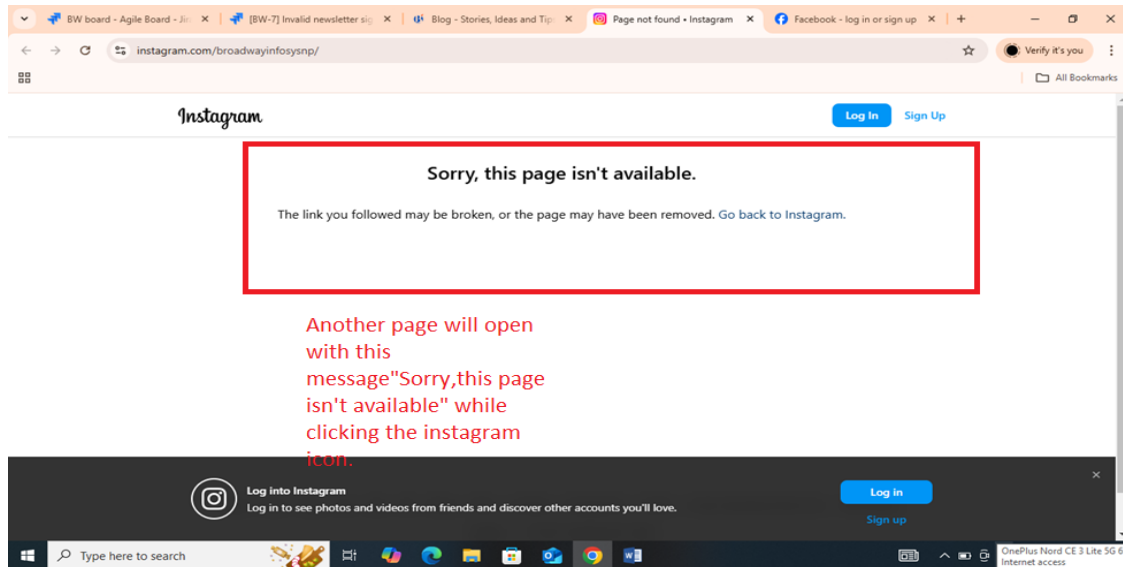 BW board - Agile Board - Jir
[BW-7] Invalid newsletter sig
Blog - Stories, Ideas and Tip
Page not found • Instagram
Facebook - log in or sign up
instagram.com/broadwayinfosysnp/
Verify it's you
All Bookmarks
Instagram
Log In
Sign Up
Sorry, this page isn't available.
The link you followed may be broken, or the page may have been removed. Go back to Instagram.
Another page will open
with this
message"Sorry,this page
isn't available" while
clicking the instagram
icon.
Log into Instagram
Log in to see photos and videos from friends and discover other accounts you'll love.
Log in
Sign up
Type here to search
OnePlus Nord CE 3 Lite 5G 6
Internet access